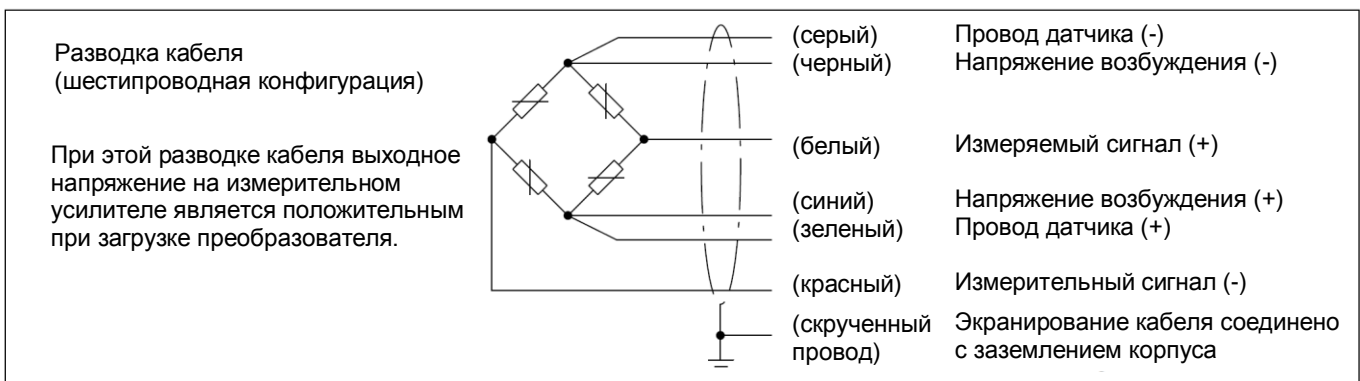 Разводка кабеля
(шестипроводная конфигурация)
При этой разводке кабеля выходное
напряжение на измерительном
усилителе является положительным
при загрузке преобразователя.
(серый) Провод датчика (-)
(черный) Напряжение возбуждения (-)
(белый) Измеряемый сигнал (+)
(синий) Напряжение возбуждения (+)
(зеленый) Провод датчика (+)
(красный) Измерительный сигнал (-)
(скрученный Экранирование кабеля соединено
провод) с заземлением корпуса